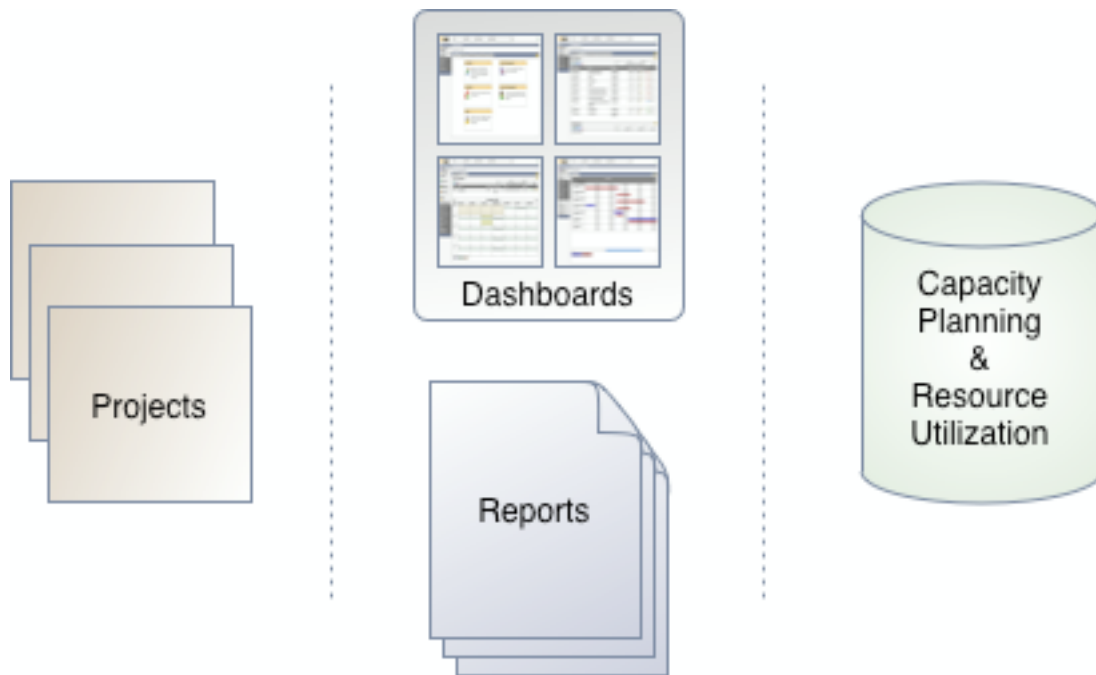 Projects
Dashboards
Reports
Capacity
Planning
&
Resource
Utilization